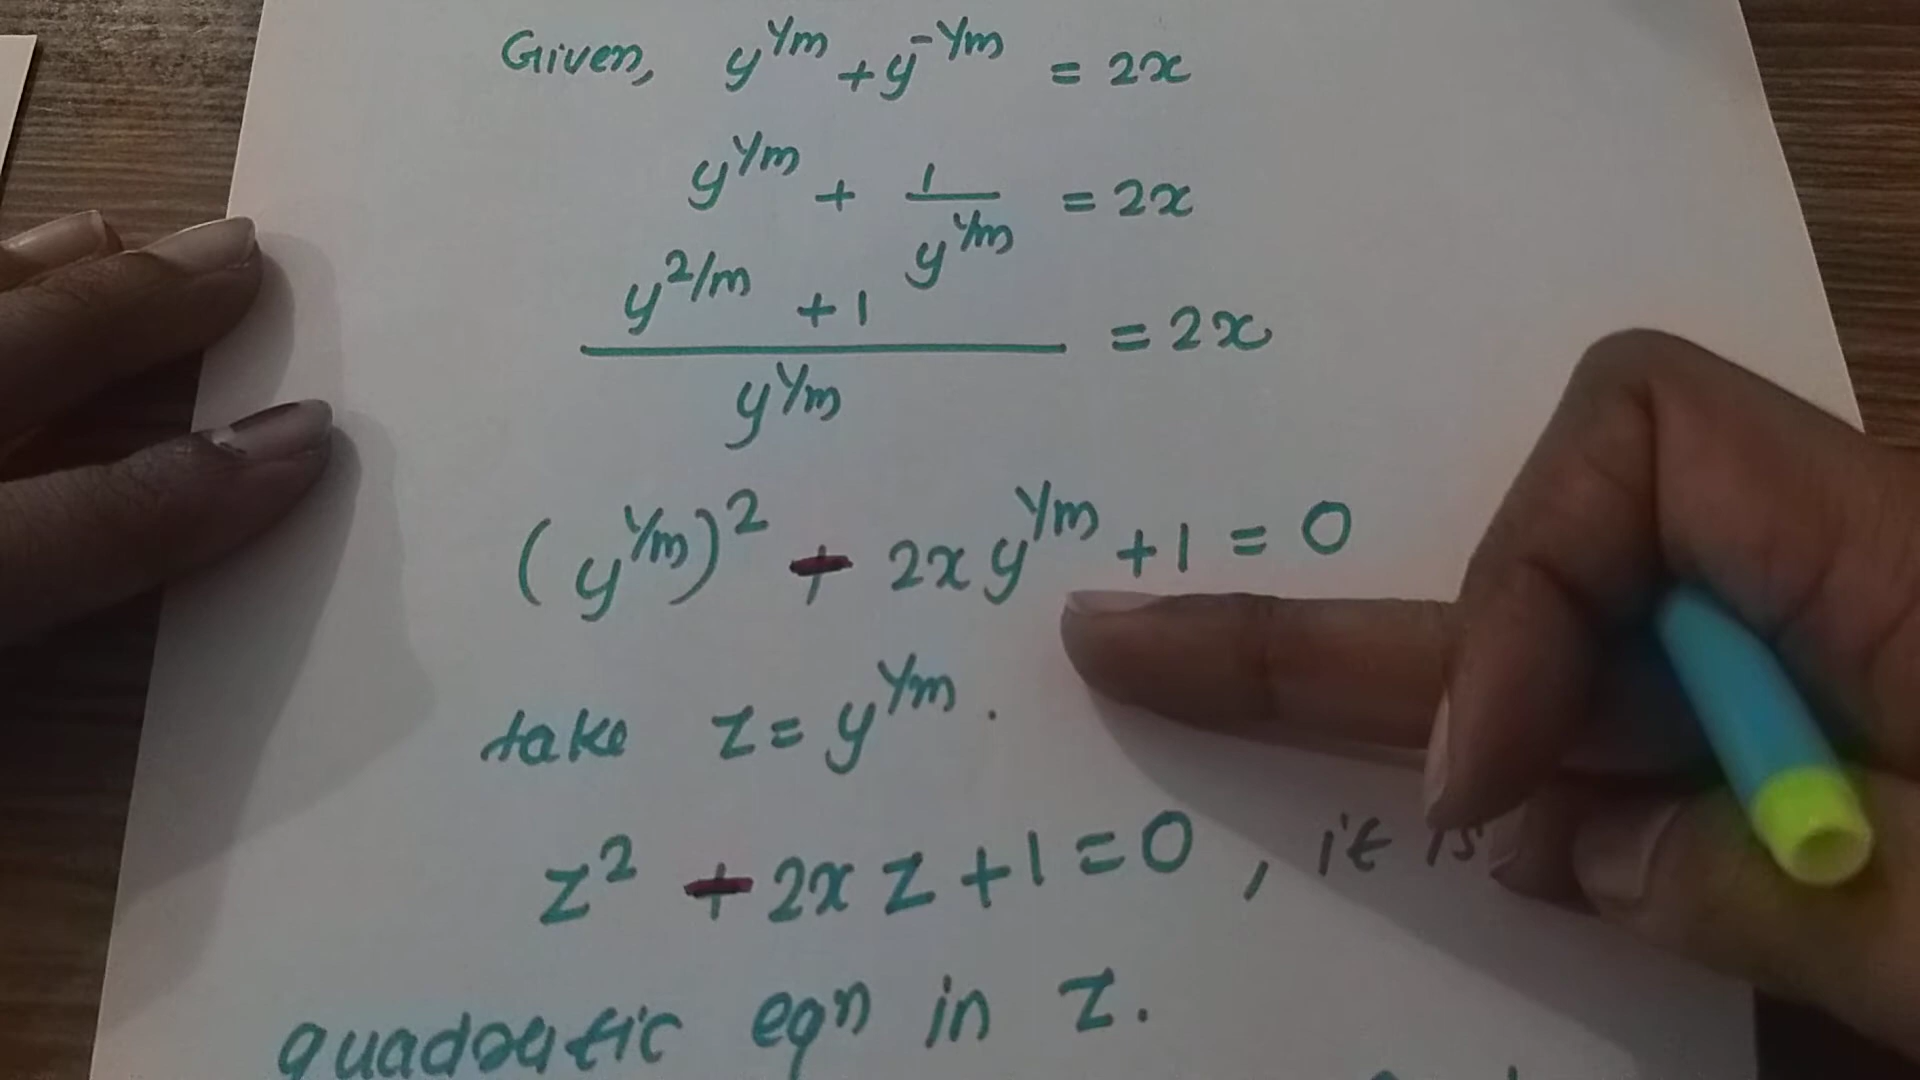 Given, y^{1/m} + y^{-1/m} = 2x
y^{1/m} + 1/y^{1/m} = 2x
(y^{2/m} + 1)/y^{1/m} = 2x
(y^{1/m})^2 - 2x y^{1/m} + 1 = 0
take z = y^{1/m}.
z^2 - 2x z + 1 = 0, it is
quadratic eqn in z.